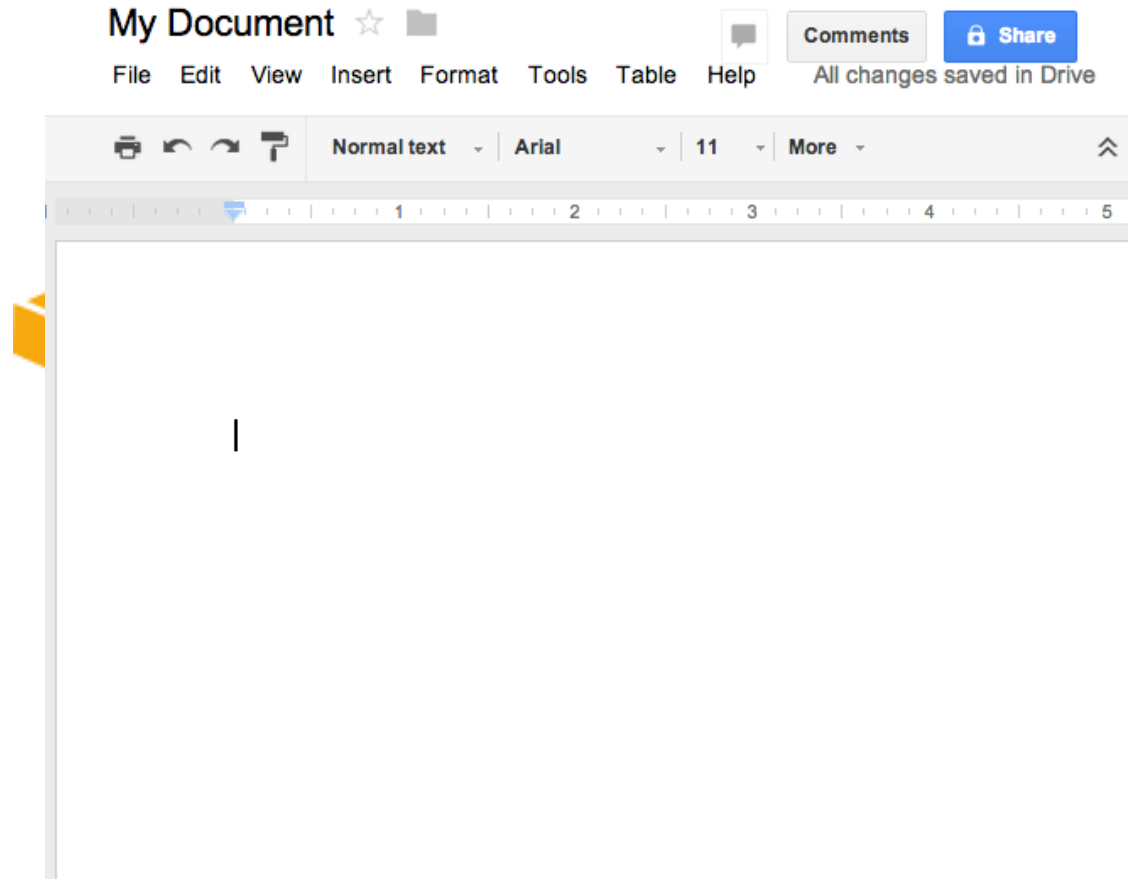 My Document
Comments
Share
File Edit View Insert Format Tools Table Help All changes saved in Drive
Normal text Arial 11 More
1 2 3 4 5